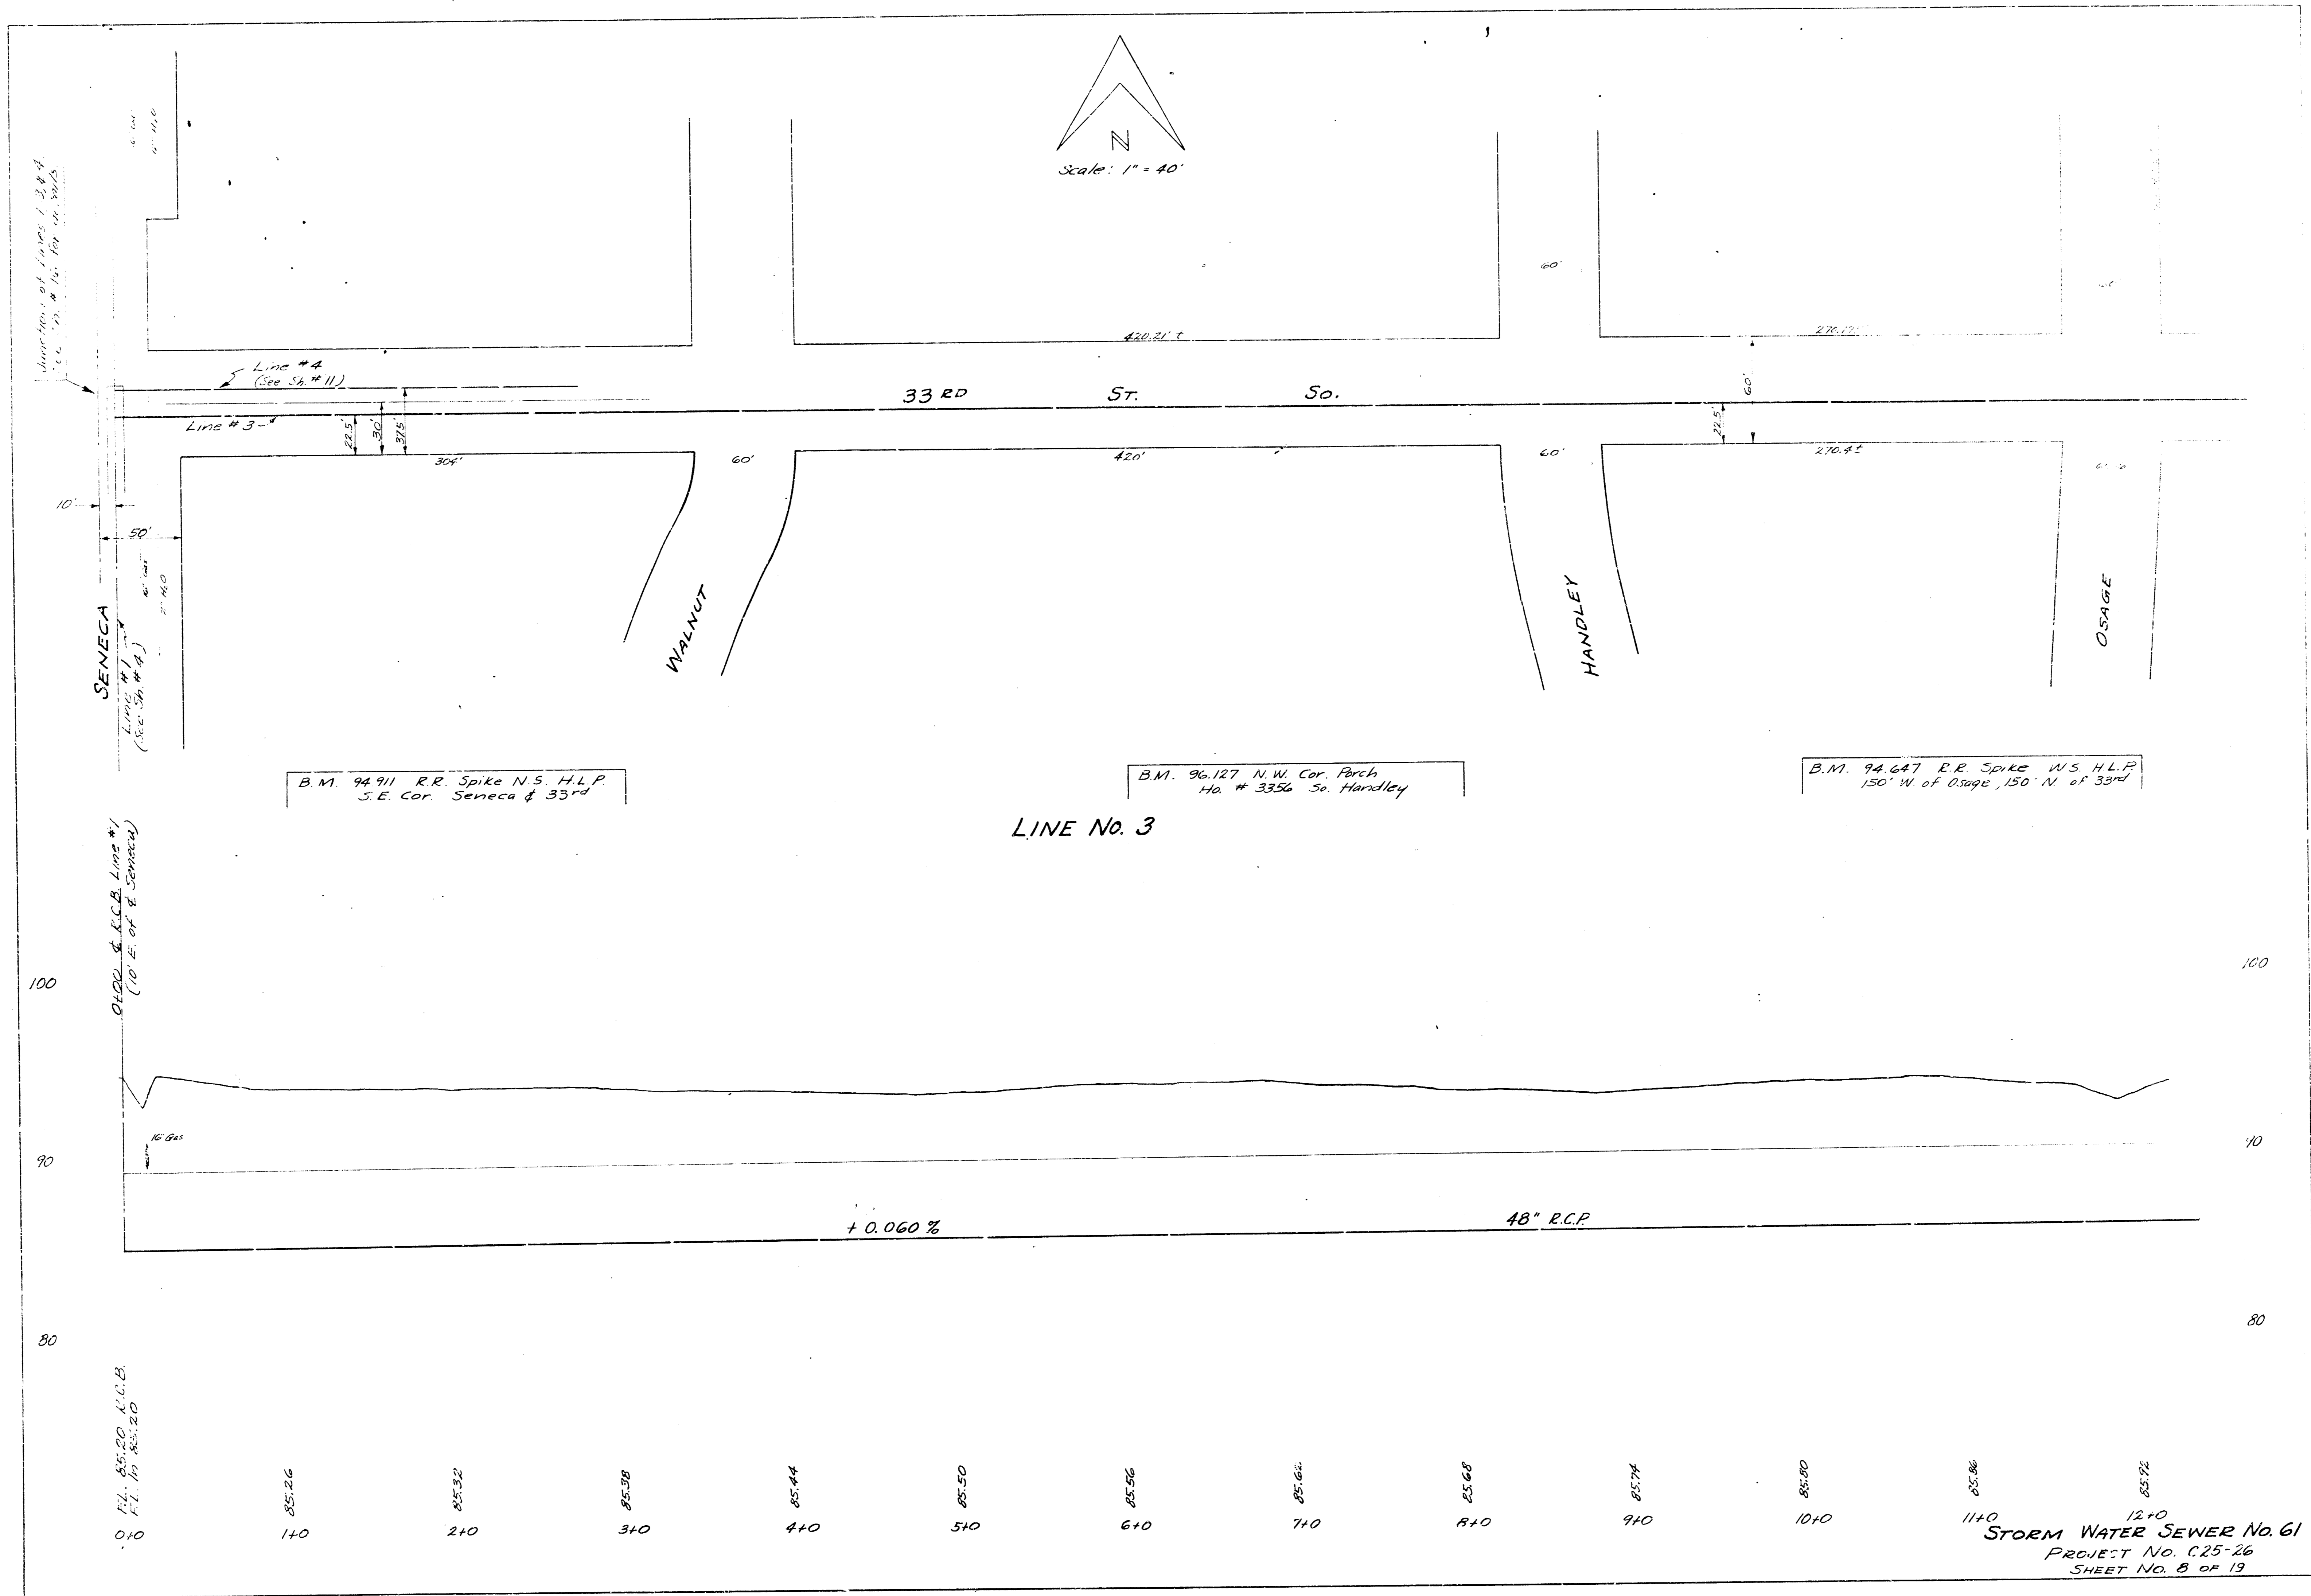 N
Scale: 1" = 40'
60'
420.21' ±
Line #4
(See Sh. #11)
33 RD ST. So.
60'
Line #3
22.5'
30'
37.5'
22.5'
304'
60'
420'
60'
270.4±
10'
50'
16" Gas
2" H2O
SENECA
Line #1
(See Sh. #4)
WALNUT
HANDLEY
OSAGE
B.M. 94.911 R.R. Spike N.S. H.L.P.
S.E. Cor. Seneca & 33rd
B.M. 96.127 N.W. Cor. Porch
Ho. # 3356 So. Handley
B.M. 94.647 R.R. Spike W.S. H.L.P.
150' W. of Osage, 150' N. of 33rd
LINE NO. 3
0+00 ℄ R.C.B. Line #1
(10' E. of ℄ Seneca)
100
100
16" Gas
90
90
+ 0.060 %
48" R.C.P.
80
80
F.L. 85.20 R.C.B.
F.L. In 85.20
85.26
85.32
85.38
85.44
85.50
85.56
85.62
85.68
85.74
85.80
85.86
85.92
0+0
1+0
2+0
3+0
4+0
5+0
6+0
7+0
8+0
9+0
10+0
11+0
12+0
STORM WATER SEWER No. 61
PROJECT No. C25-26
SHEET No. 8 OF 19